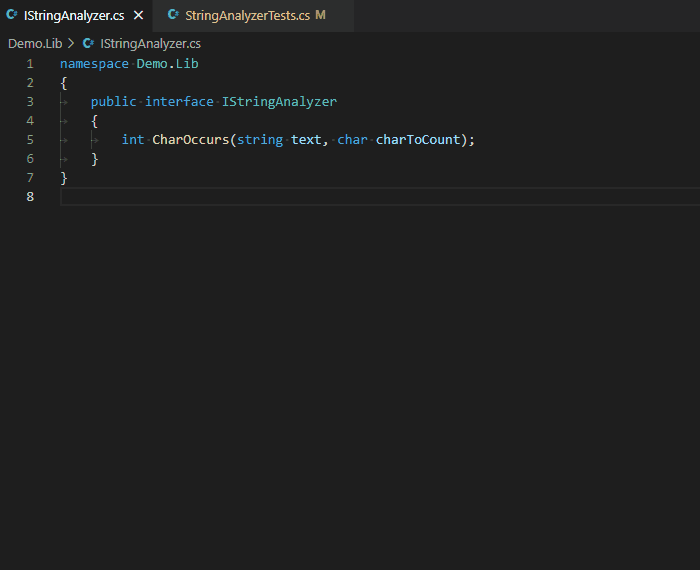 C# IStringAnalyzer.cs × C# StringAnalyzerTests.cs M
Demo.Lib > C# IStringAnalyzer.cs
1 namespace Demo.Lib
2 {
3 public interface IStringAnalyzer
4 {
5 int CharOccurs(string text, char charToCount);
6 }
7 }
8